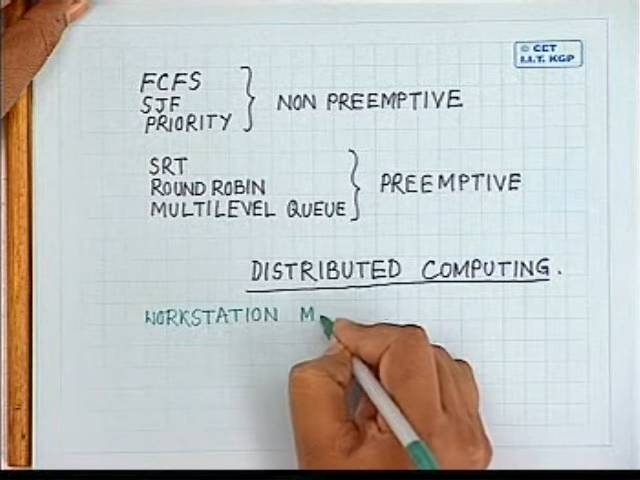 © CET
I.I.T. KGP
FCFS
SJF
PRIORITY
NON PREEMPTIVE
SRT
ROUND ROBIN
MULTILEVEL QUEUE
PREEMPTIVE
DISTRIBUTED COMPUTING.
WORKSTATION M